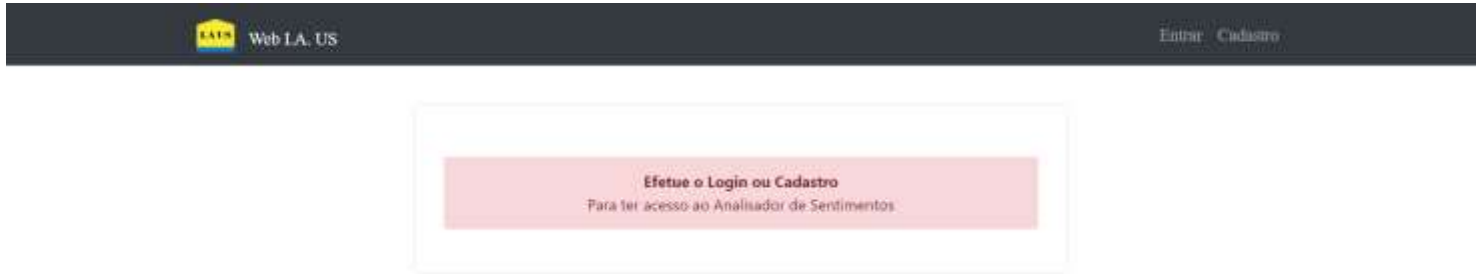 Web I.A. US
Entrar Cadastro
Efetue o Login ou Cadastro
Para ter acesso ao Analisador de Sentimentos